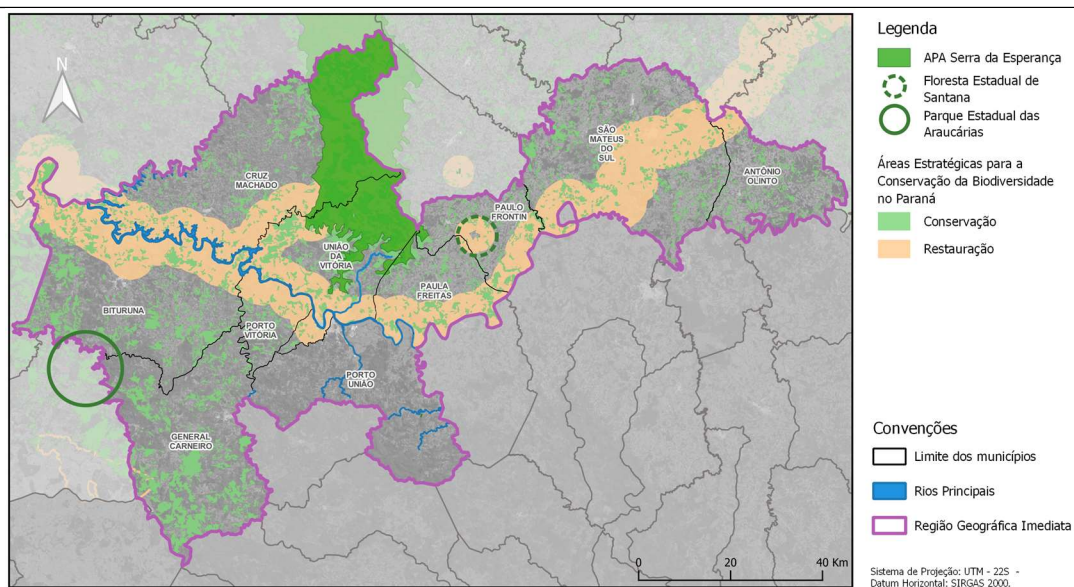 N
CRUZ
MACHADO
UNIÃO
DA
VITÓRIA
BITURUNA
PORTO
VITÓRIA
PORTO
UNIÃO
GENERAL
CARNEIRO
PAULA
FREITAS
PAULO
FRONTIN
SÃO
MATEUS
DO
SUL
ANTÔNIO
OLINTO
0 20 40 Km
Legenda
APA Serra da Esperança
Floresta Estadual de
Santana
Parque Estadual das
Araucárias
Áreas Estratégicas para a
Conservação da Biodiversidade
no Paraná
Conservação
Restauração
Convenções
Limite dos municípios
Rios Principais
Região Geográfica Imediata
Sistema de Projeção: UTM - 22S -
Datum Horizontal: SIRGAS 2000.